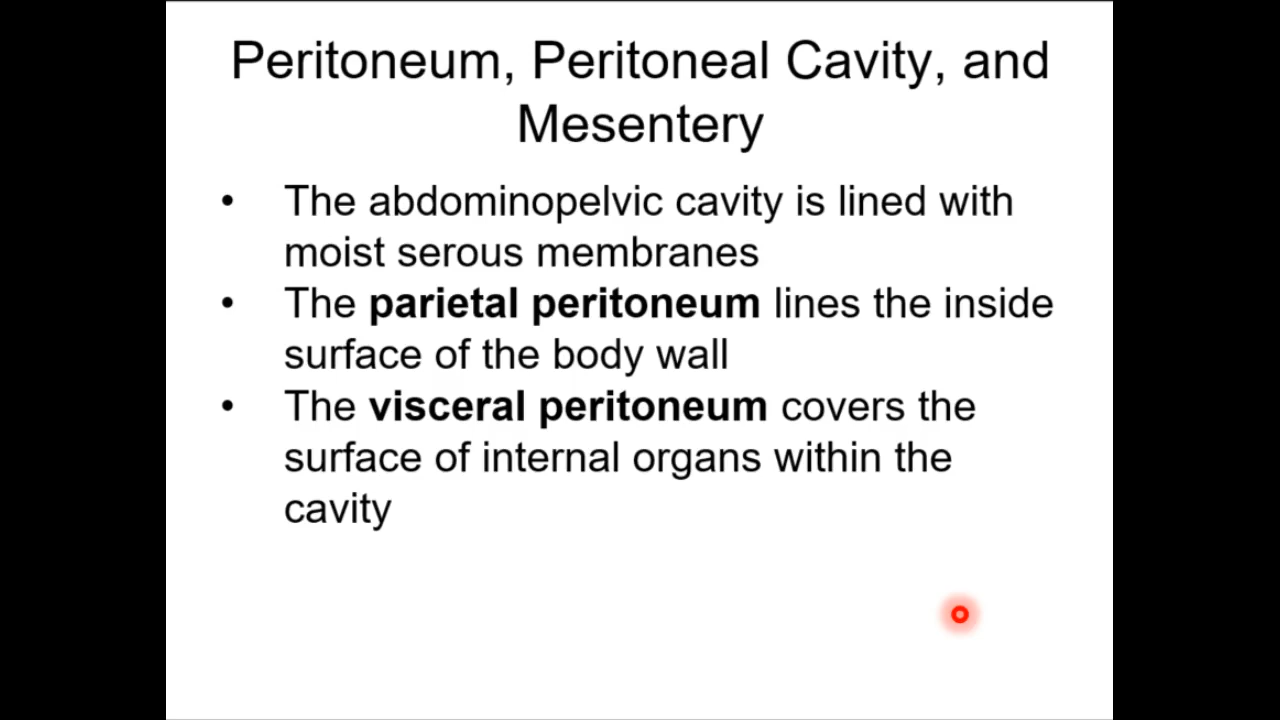 Peritoneum, Peritoneal Cavity, and
Mesentery
• The abdominopelvic cavity is lined with
moist serous membranes
• The parietal peritoneum lines the inside
surface of the body wall
• The visceral peritoneum covers the
surface of internal organs within the
cavity